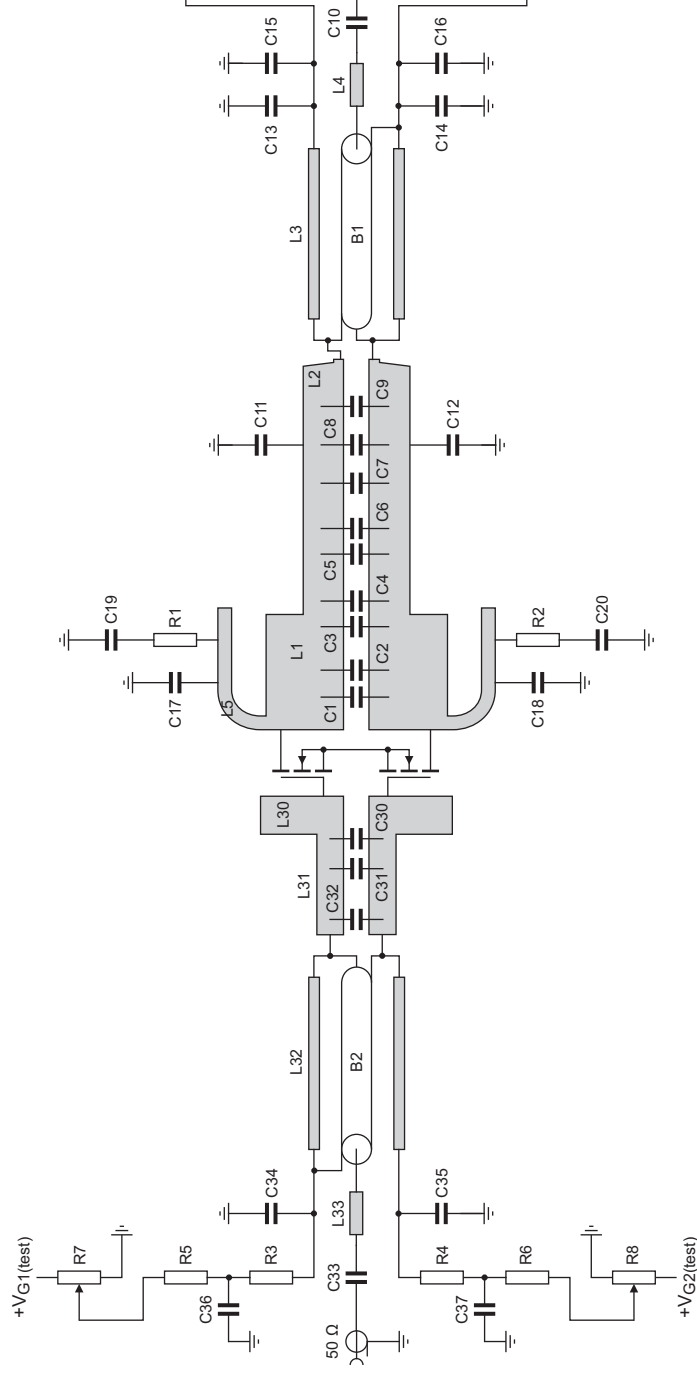 C15
C10
C16
L4
C13
C14
L3
B1
L2
C11
C8
C9
C12
C7
C6
C5
C4
C19
R1
C3
C2
L1
R2
C20
C17
L5
C1
C18
L30
C30
L31
C32
C31
L32
B2
C34
L33
C35
+VG1(test)
R7
R5
R3
C36
C33
50 Ω
R4
R6
C37
R8
+VG2(test)